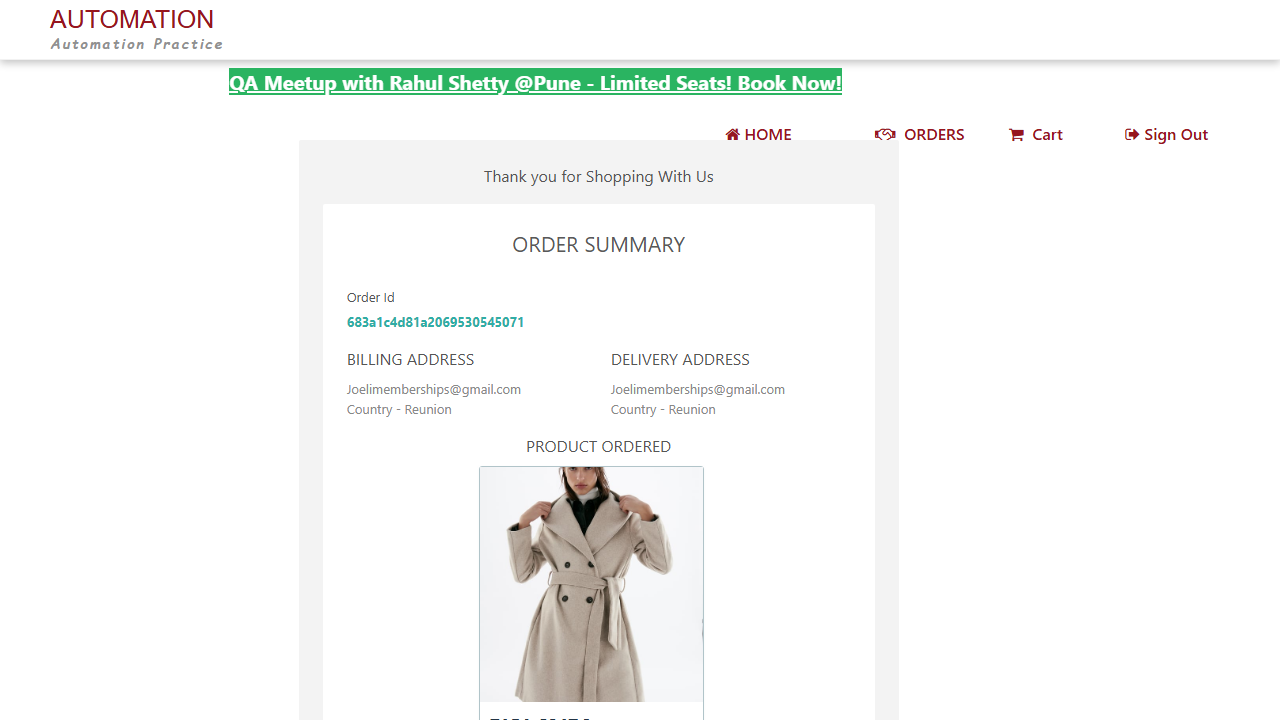 AUTOMATION
Automation Practice
QA Meetup with Rahul Shetty @Pune - Limited Seats! Book Now!
HOME ORDERS Cart Sign Out
Thank you for Shopping With Us
ORDER SUMMARY
Order Id
683a1c4d81a2069530545071
BILLING ADDRESS
Joelimemberships@gmail.com
Country - Reunion
DELIVERY ADDRESS
Joelimemberships@gmail.com
Country - Reunion
PRODUCT ORDERED